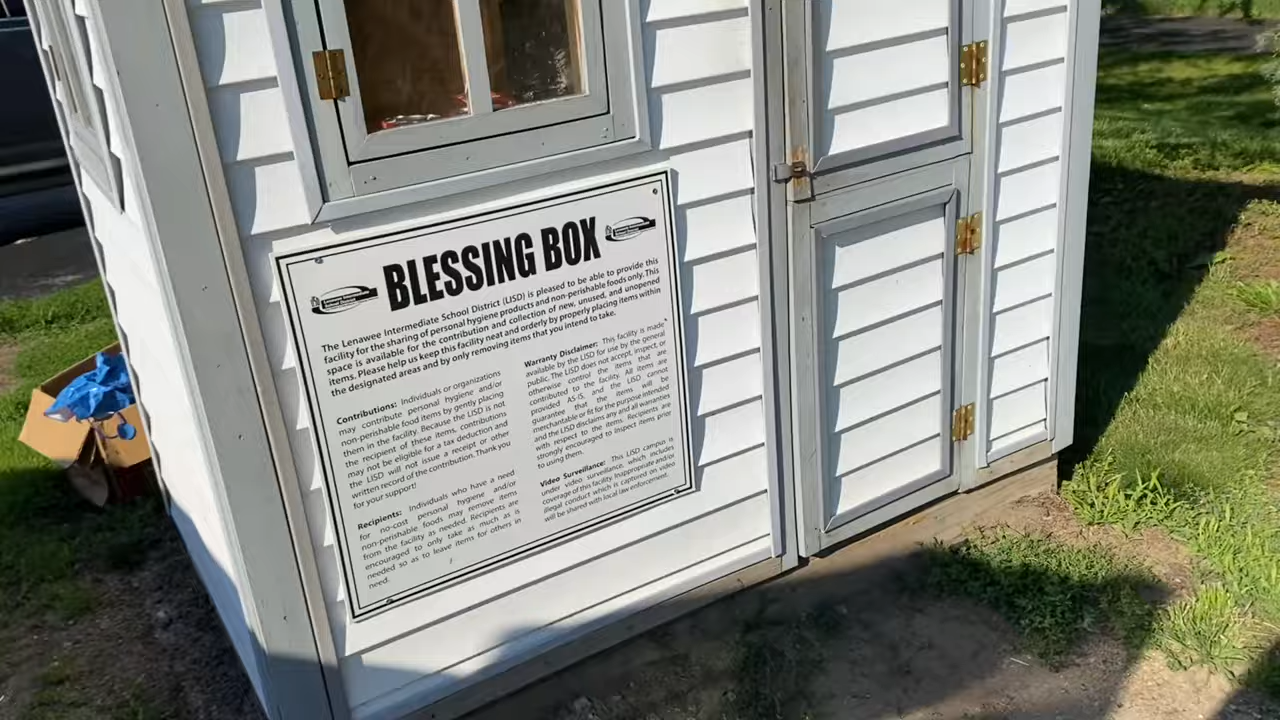 BLESSING BOX
Lenawee Intermediate
School District
The Lenawee Intermediate School District (LISD) is pleased to be able to provide this
facility for the sharing of personal hygiene products and non-perishable foods only. This
space is available for the contribution and collection of new, unused, and unopened
items. Please help us keep this facility neat and orderly by properly placing items within
the designated areas and by only removing items that you intend to take.
Contributions: Individuals or organizations
may contribute personal hygiene and/or
non-perishable food items by gently placing
them in the facility. Because the LISD is not
the recipient of these items, contributions
may not be eligible for a tax deduction and
the LISD will not issue a receipt or other
written record of the contribution. Thank you
for your support!
Recipients: Individuals who have a need
for no-cost personal hygiene and/or
non-perishable foods may remove items
from the facility as needed. Recipients are
encouraged to only take as much as is
needed so as to leave items for others in
need.
Warranty Disclaimer: This facility is made
available by the LISD for use by the general
public. The LISD does not accept, inspect, or
otherwise control the items that are
contributed to the facility. All items are
provided AS-IS, and the LISD cannot
guarantee that the items will be
merchantable or fit for the purpose intended
and the LISD disclaims any and all warranties
with respect to the items. Recipients are
strongly encouraged to inspect items prior
to using them.
Video Surveillance: This LISD campus is
under video surveillance, which includes
coverage of this facility. Inappropriate and/or
illegal conduct which is captured on video
will be shared with local law enforcement.